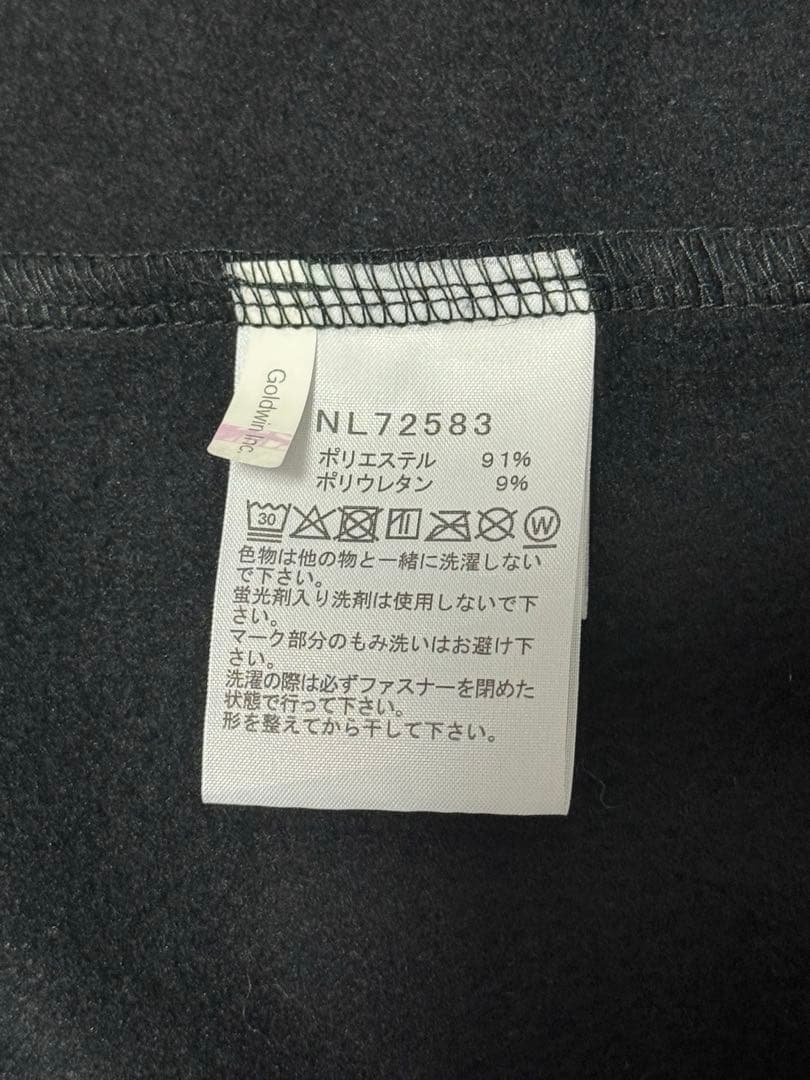 Goldwin Inc.
NL72583
ポリエステル 91%
ポリウレタン 9%
30 W
色物は他の物と一緒に洗濯しない
で下さい。
蛍光剤入り洗剤は使用しないで下
さい。
マーク部分のもみ洗いはお避け下
さい。
洗濯の際は必ずファスナーを閉めた
状態で行って下さい。
形を整えてから干して下さい。